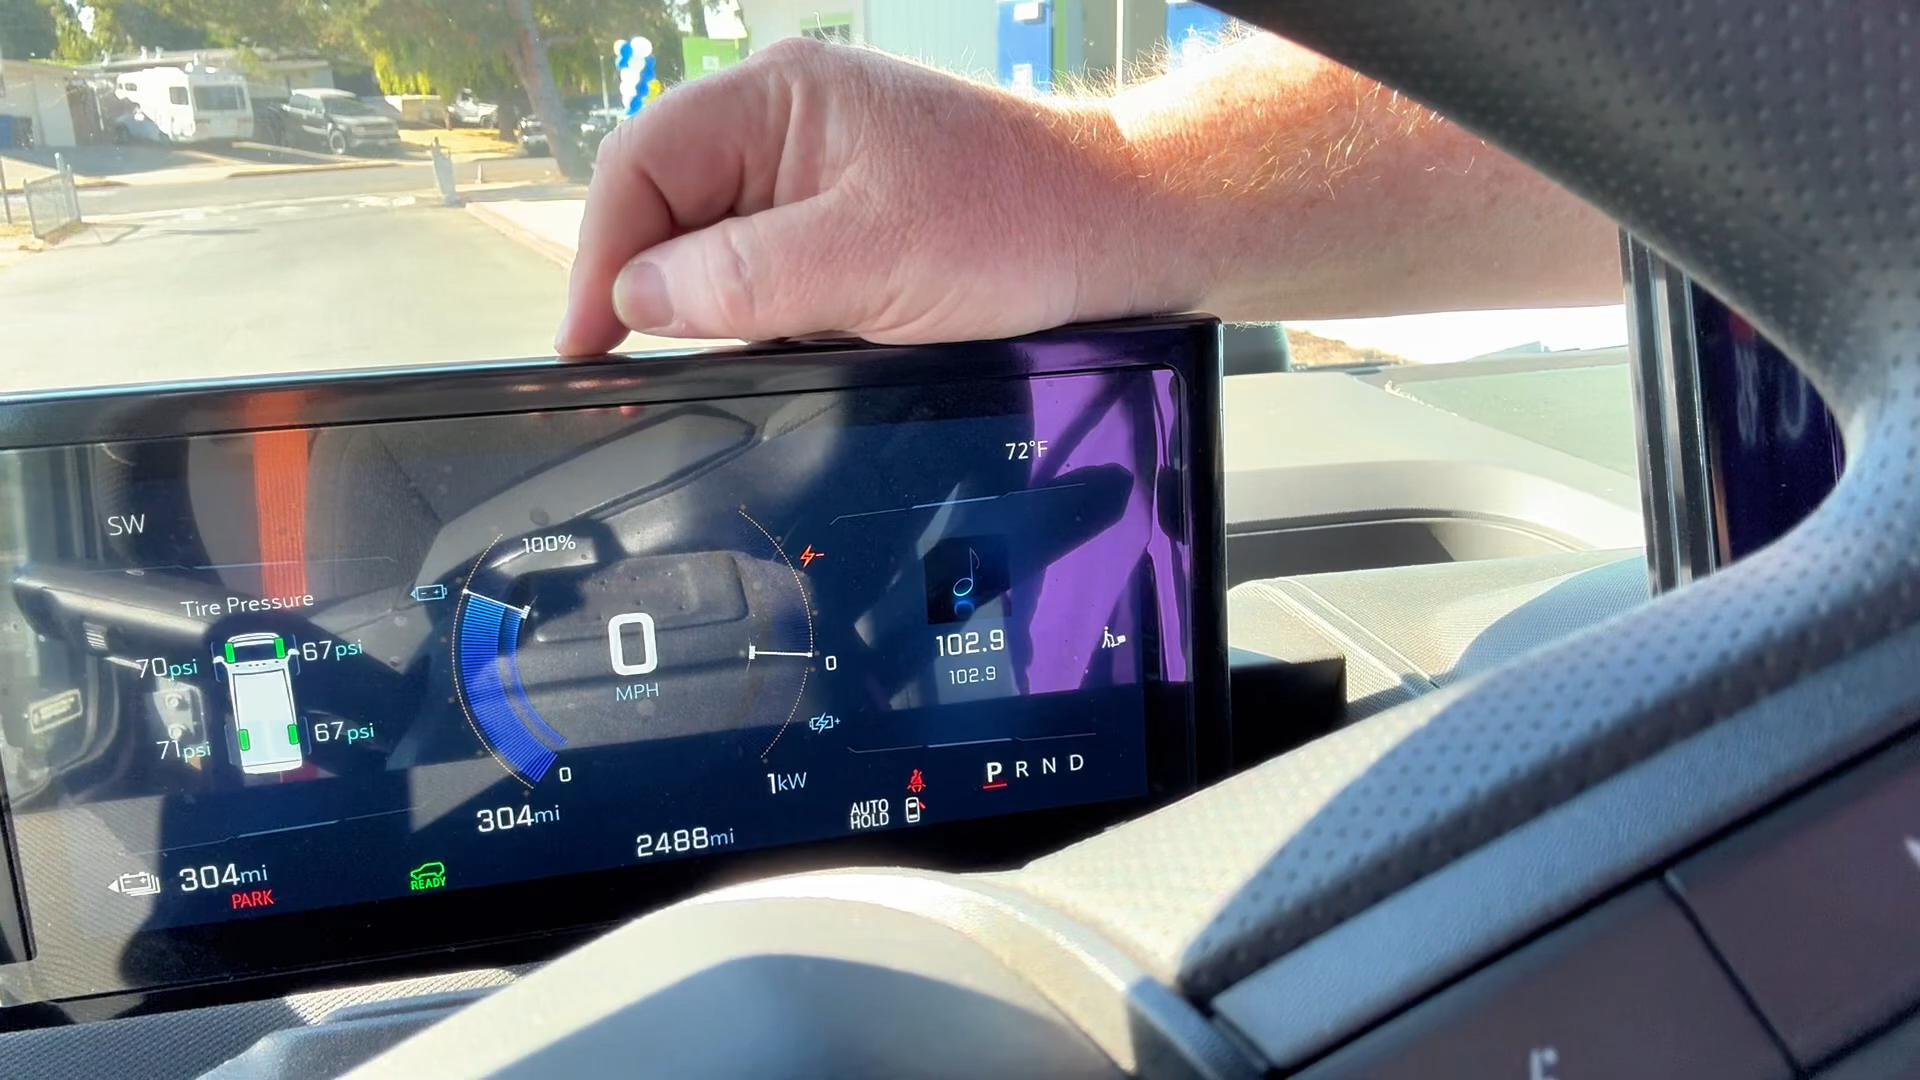 72°F
SW
100%
Tire Pressure
70psi
67psi
71psi
67psi
0
MPH
0
102.9
102.9
0
1kW
304mi
2488mi
AUTO
HOLD
P R N D
304mi
PARK
READY